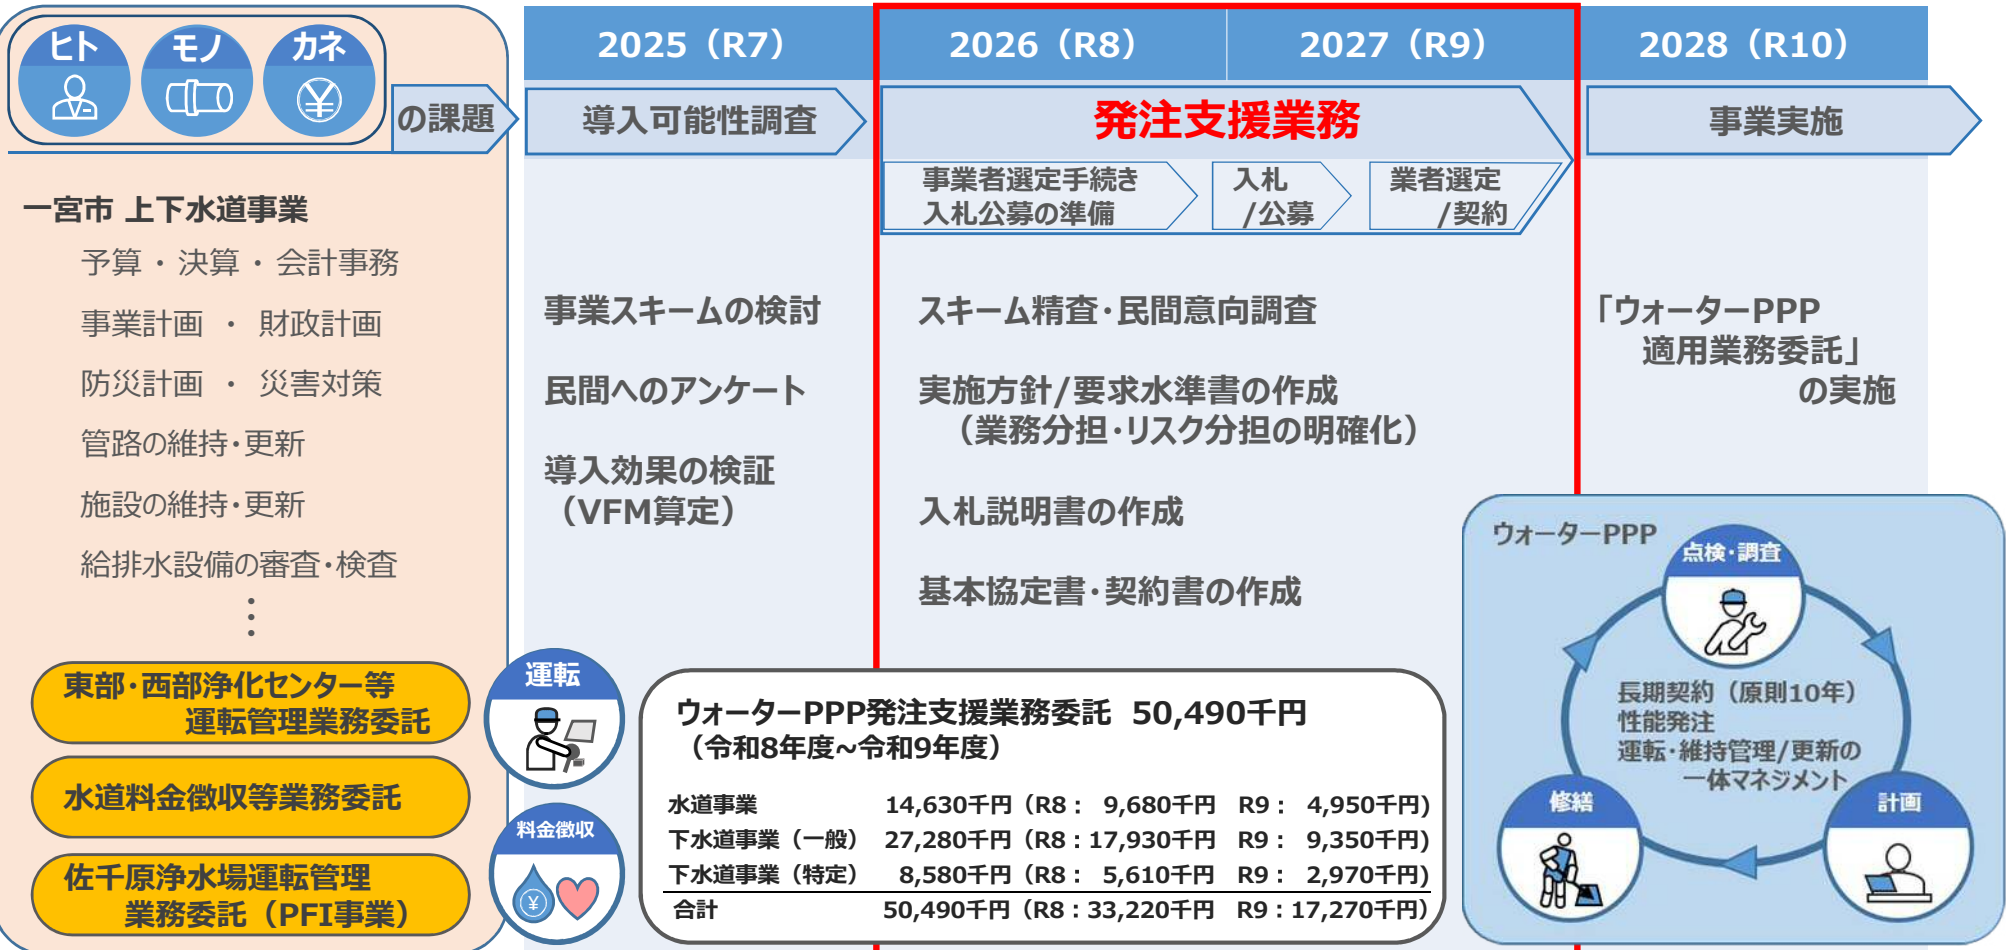 ヒト
モノ
カネ
の課題
一宮市 上下水道事業
予算 ・ 決算 ・ 会計事務
事業計画 ・ 財政計画
防災計画 ・ 災害対策
管路の維持・更新
施設の維持・更新
給排水設備の審査・検査
⋮
東部・西部浄化センター等
運転管理業務委託
水道料金徴収等業務委託
佐千原浄水場運転管理
業務委託（PFI事業）
運転
料金徴収
¥
2025（R7）
2026（R8）
2027（R9）
2028（R10）
導入可能性調査
発注支援業務
事業実施
事業者選定手続き
入札公募の準備
入札
/公募
業者選定
/契約
事業スキームの検討
民間へのアンケート
導入効果の検証
（VFM算定）
スキーム精査・民間意向調査
実施方針/要求水準書の作成
（業務分担・リスク分担の明確化）
入札説明書の作成
基本協定書・契約書の作成
「ウォーターPPP
適用業務委託」
の実施
ウォーターPPP発注支援業務委託 50,490千円
（令和8年度~令和9年度）
水道事業 14,630千円（R8： 9,680千円 R9： 4,950千円)
下水道事業（一般） 27,280千円（R8：17,930千円 R9： 9,350千円)
下水道事業（特定） 8,580千円（R8： 5,610千円 R9： 2,970千円)
合計 50,490千円（R8：33,220千円 R9：17,270千円）
ウォーターPPP
点検・調査
長期契約（原則10年）
性能発注
運転・維持管理/更新の
一体マネジメント
修繕
計画